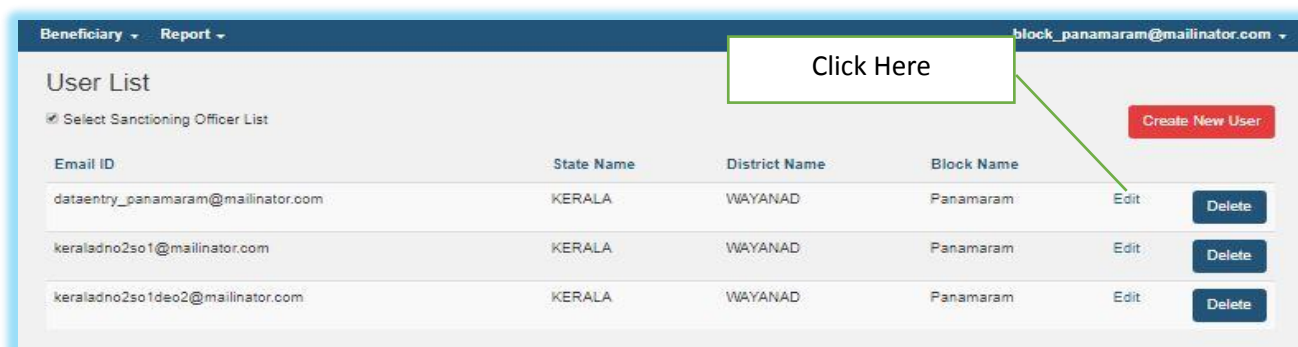 Beneficiary Report block_panamaram@mailinator.com
Click Here
User List
Select Sanctioning Officer List
Create New User
Email ID State Name District Name Block Name
dataentry_panamaram@mailinator.com KERALA WAYANAD Panamaram Edit Delete
keraladno2so1@mailinator.com KERALA WAYANAD Panamaram Edit Delete
keraladno2so1deo2@mailinator.com KERALA WAYANAD Panamaram Edit Delete